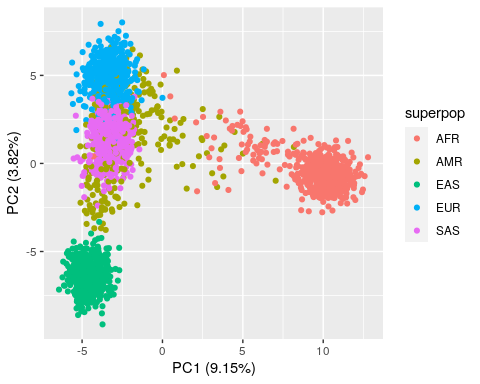 5
0
-5
PC2 (3.82%)
-5
0
5
10
PC1 (9.15%)
superpop
AFR
AMR
EAS
EUR
SAS